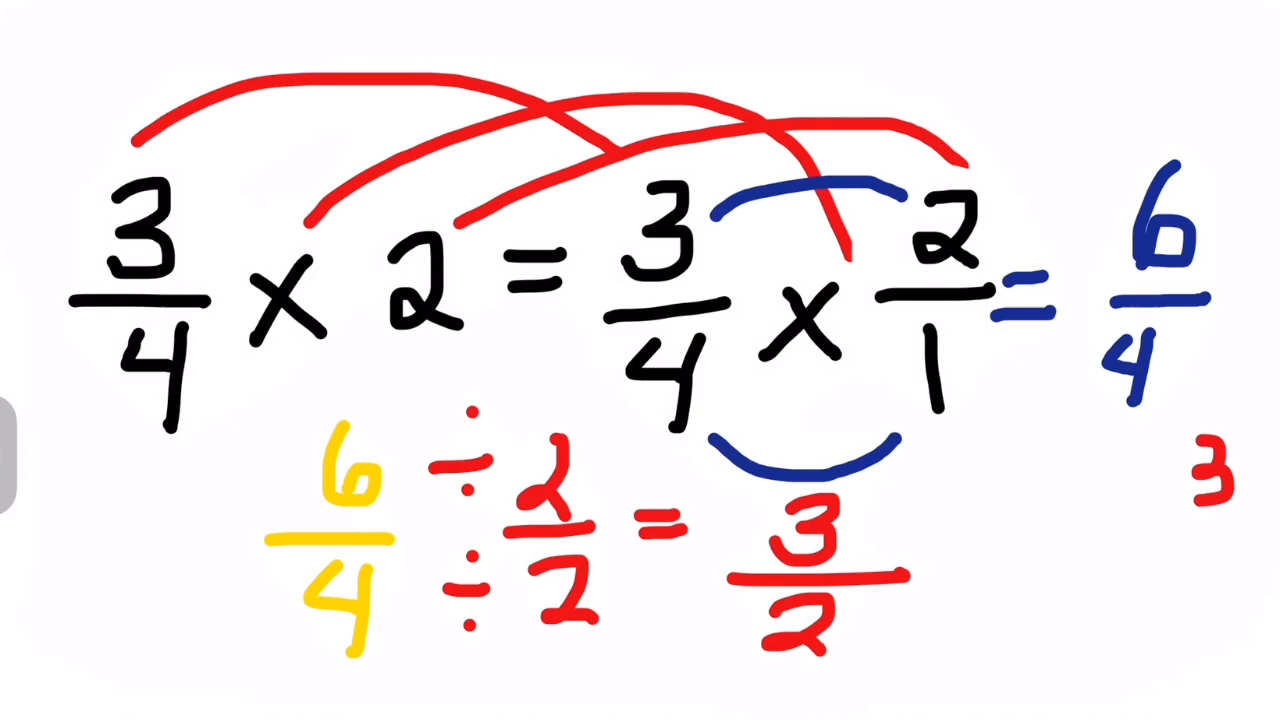 3/4 × 2 = 3/4 × 2/1 = 6/4
6/4 ÷ 2/2 = 3/2
3